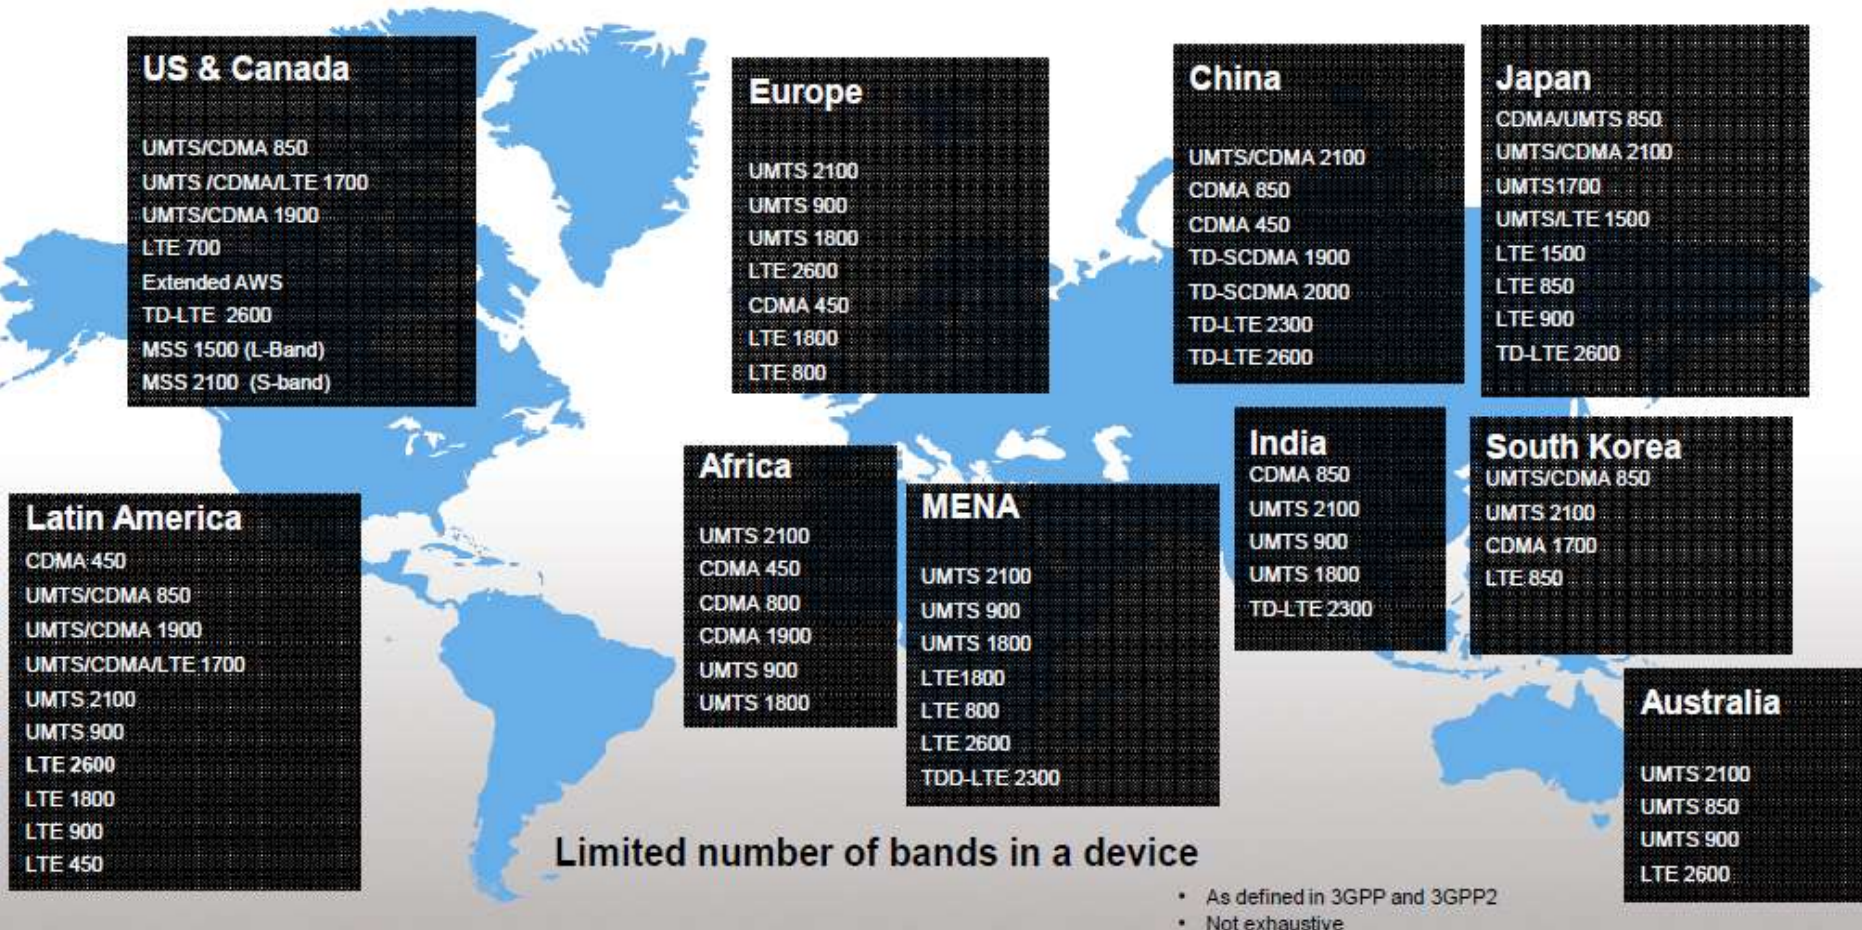 US & Canada
UMTS/CDMA 850
UMTS /CDMA/LTE 1700
UMTS/CDMA 1900
LTE 700
Extended AWS
TD-LTE 2600
MSS 1500 (L-Band)
MSS 2100 (S-band)
Europe
UMTS 2100
UMTS 900
UMTS 1800
LTE 2600
CDMA 450
LTE 1800
LTE 800
China
UMTS/CDMA 2100
CDMA 850
CDMA 450
TD-SCDMA 1900
TD-SCDMA 2000
TD-LTE 2300
TD-LTE 2600
Japan
CDMA/UMTS 850
UMTS/CDMA 2100
UMTS1700
UMTS/LTE 1500
LTE 1500
LTE 850
LTE 900
TD-LTE 2600
Latin America
CDMA 450
UMTS/CDMA 850
UMTS/CDMA 1900
UMTS/CDMA/LTE 1700
UMTS 2100
UMTS 900
LTE 2600
LTE 1800
LTE 900
LTE 450
Africa
UMTS 2100
CDMA 450
CDMA 800
CDMA 1900
UMTS 900
UMTS 1800
MENA
UMTS 2100
UMTS 900
UMTS 1800
LTE1800
LTE 800
LTE 2600
TDD-LTE 2300
India
CDMA 850
UMTS 2100
UMTS 900
UMTS 1800
TD-LTE 2300
South Korea
UMTS/CDMA 850
UMTS 2100
CDMA 1700
LTE 850
Australia
UMTS 2100
UMTS 850
UMTS 900
LTE 2600
Limited number of bands in a device
• As defined in 3GPP and 3GPP2
• Not exhaustive